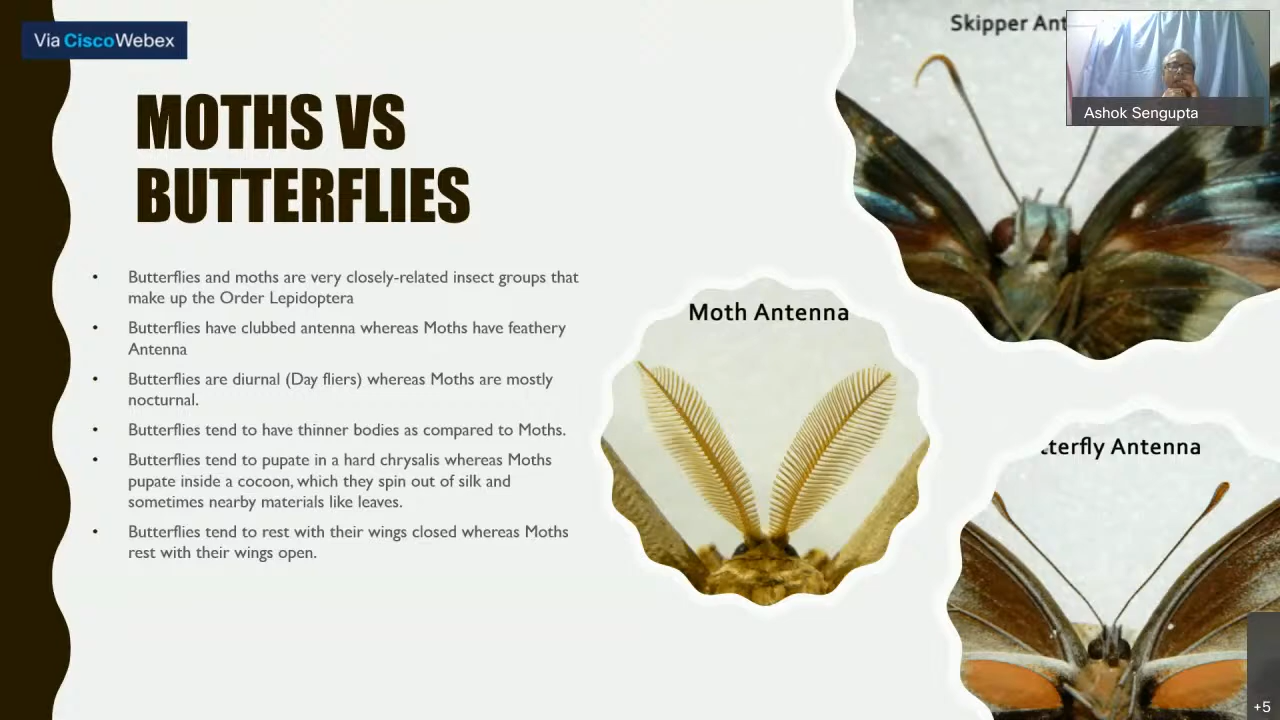 Via CiscoWebex
MOTHS VS
BUTTERFLIES
• Butterflies and moths are very closely-related insect groups that
make up the Order Lepidoptera
• Butterflies have clubbed antenna whereas Moths have feathery
Antenna
• Butterflies are diurnal (Day fliers) whereas Moths are mostly
nocturnal.
• Butterflies tend to have thinner bodies as compared to Moths.
• Butterflies tend to pupate in a hard chrysalis whereas Moths
pupate inside a cocoon, which they spin out of silk and
sometimes nearby materials like leaves.
• Butterflies tend to rest with their wings closed whereas Moths
rest with their wings open.
Skipper Ant
Ashok Sengupta
Moth Antenna
tterfly Antenna
+5